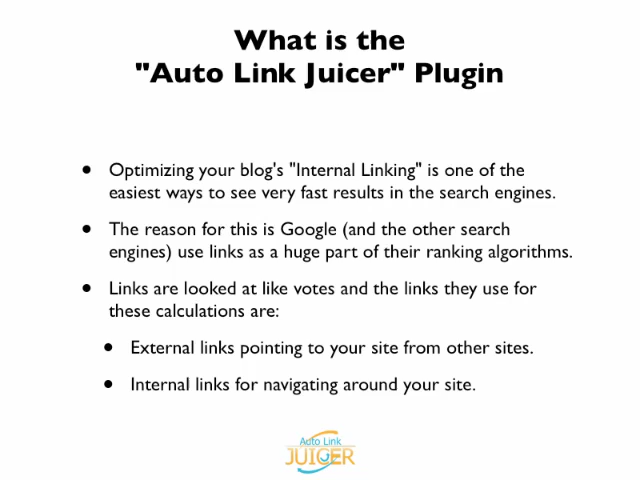 What is the
"Auto Link Juicer" Plugin
• Optimizing your blog's "Internal Linking" is one of the
easiest ways to see very fast results in the search engines.
• The reason for this is Google (and the other search
engines) use links as a huge part of their ranking algorithms.
• Links are looked at like votes and the links they use for
these calculations are:
• External links pointing to your site from other sites.
• Internal links for navigating around your site.
Auto Link
JUICER